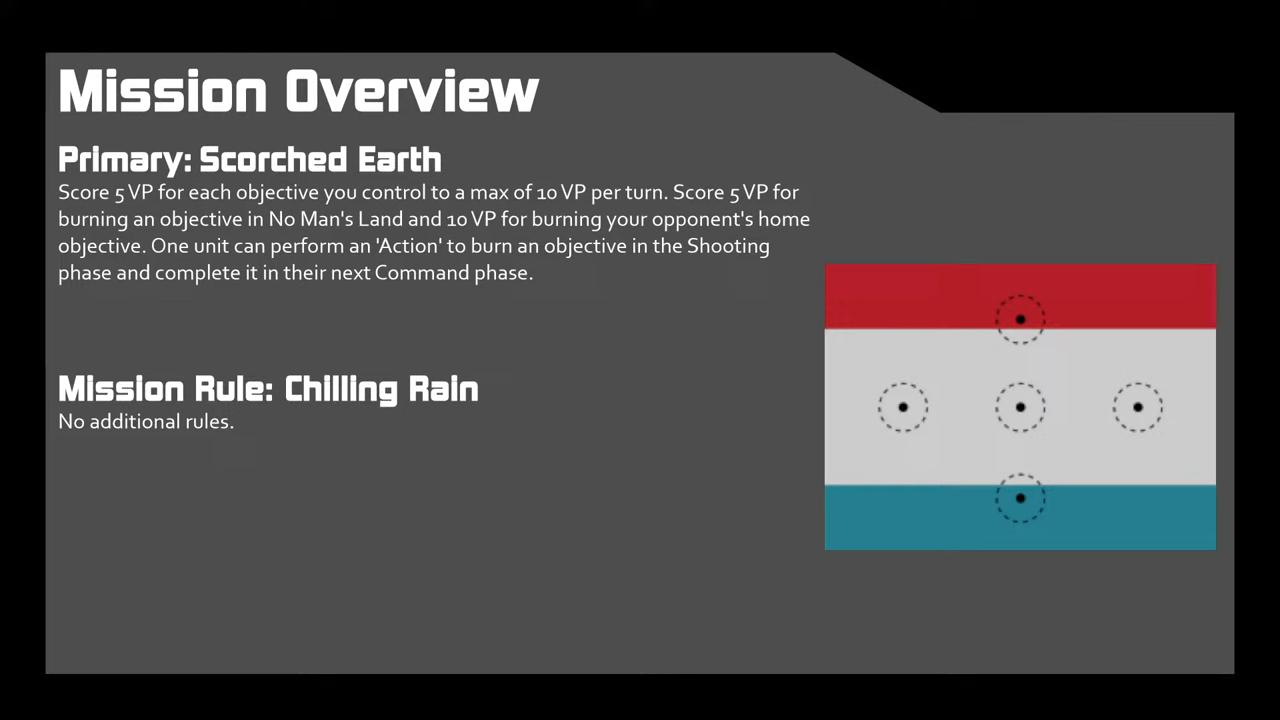 Mission Overview
Primary: Scorched Earth
Score 5 VP for each objective you control to a max of 10 VP per turn. Score 5 VP for
burning an objective in No Man's Land and 10 VP for burning your opponent's home
objective. One unit can perform an 'Action' to burn an objective in the Shooting
phase and complete it in their next Command phase.
Mission Rule: Chilling Rain
No additional rules.